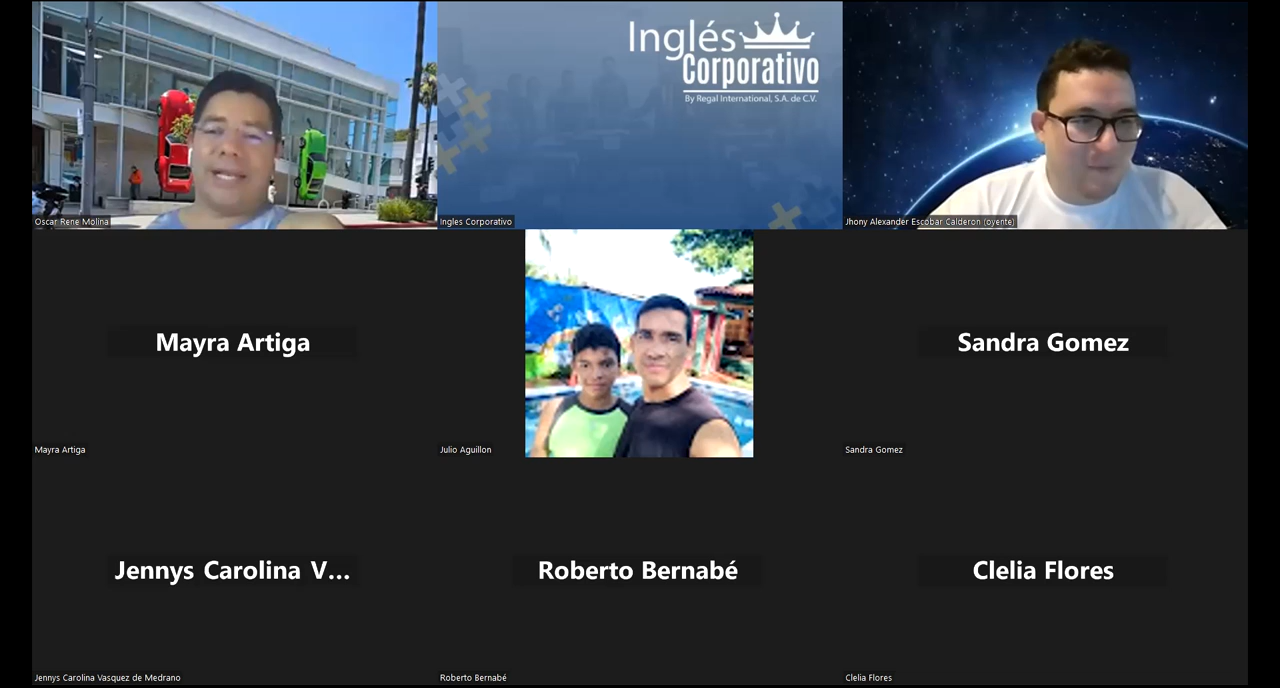 Inglés
Corporativo
By Regal International, S.A. de C.V.
Oscar Rene Molina
Ingles Corporativo
Jhony Alexander Escobar Calderon (oyente)
Mayra Artiga
Sandra Gomez
Mayra Artiga
Julio Aguillon
Sandra Gomez
Jennys Carolina V...
Roberto Bernabé
Clelia Flores
Jennys Carolina Vasquez de Medrano
Roberto Bernabé
Clelia Flores